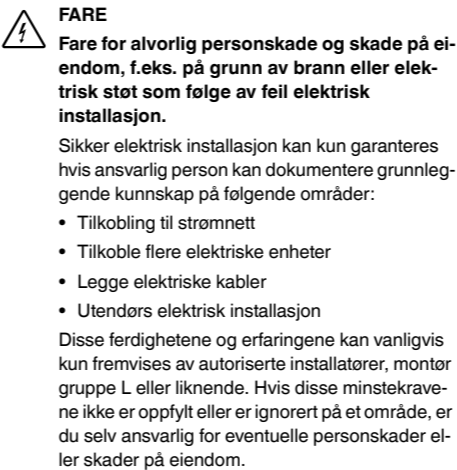 FARE
Fare for alvorlig personskade og skade på ei-
endom, f.eks. på grunn av brann eller elek-
trisk støt som følge av feil elektrisk
installasjon.
Sikker elektrisk installasjon kan kun garanteres
hvis ansvarlig person kan dokumentere grunnleg-
gende kunnskap på følgende områder:
• Tilkobling til strømnett
• Tilkoble flere elektriske enheter
• Legge elektriske kabler
• Utendørs elektrisk installasjon
Disse ferdighetene og erfaringene kan vanligvis
kun fremvises av autoriserte installatører, montør
gruppe L eller liknende. Hvis disse minstekrave-
ne ikke er oppfylt eller er ignorert på et område, er
du selv ansvarlig for eventuelle personskader el-
ler skader på eiendom.